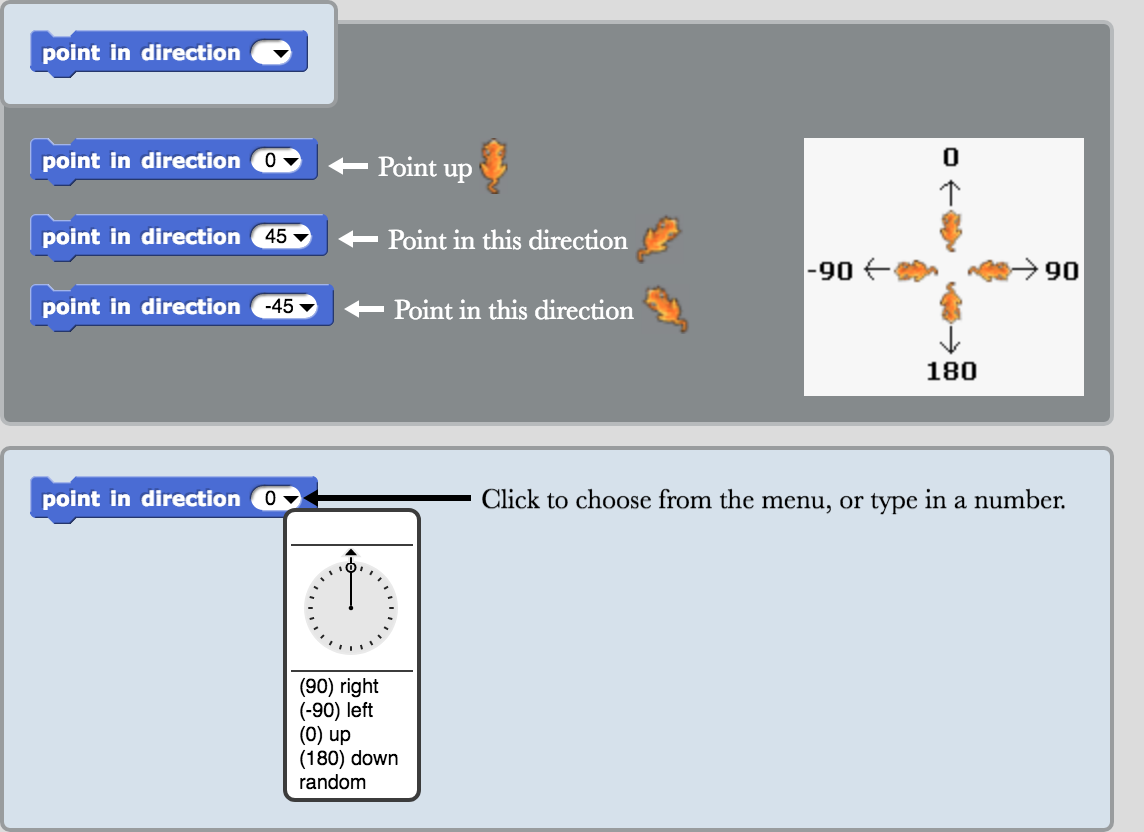 point in direction
point in direction 0
Point up
point in direction 45
Point in this direction
point in direction -45
Point in this direction
0
-90
90
180
point in direction 0
Click to choose from the menu, or type in a number.
(90) right
(-90) left
(0) up
(180) down
random